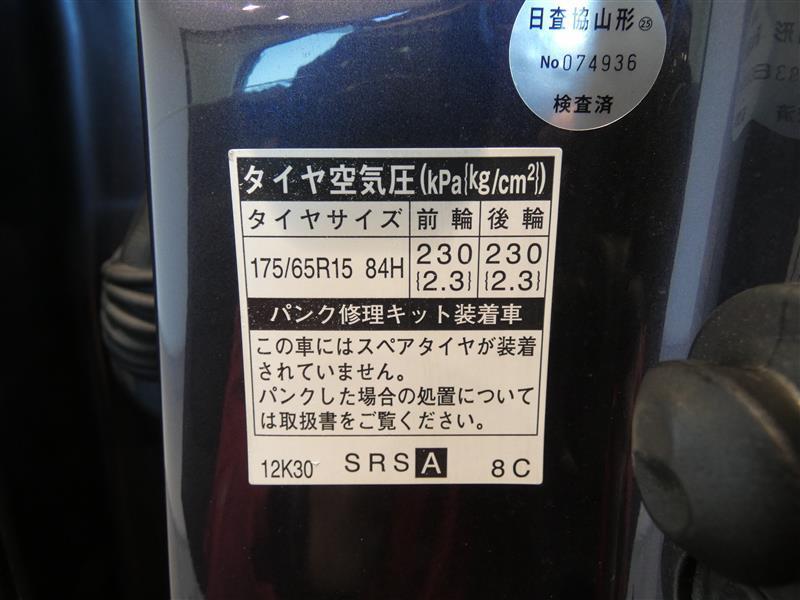 日査協山形㉕
No074936
検査済
タイヤ空気圧(kPa{kg/cm²})
タイヤサイズ 前輪 後輪
175/65R15 84H 230 {2.3} 230 {2.3}
パンク修理キット装着車
この車にはスペアタイヤが装着
されていません。
パンクした場合の処置について
は取扱書をご覧ください。
12K30 SRS A 8C